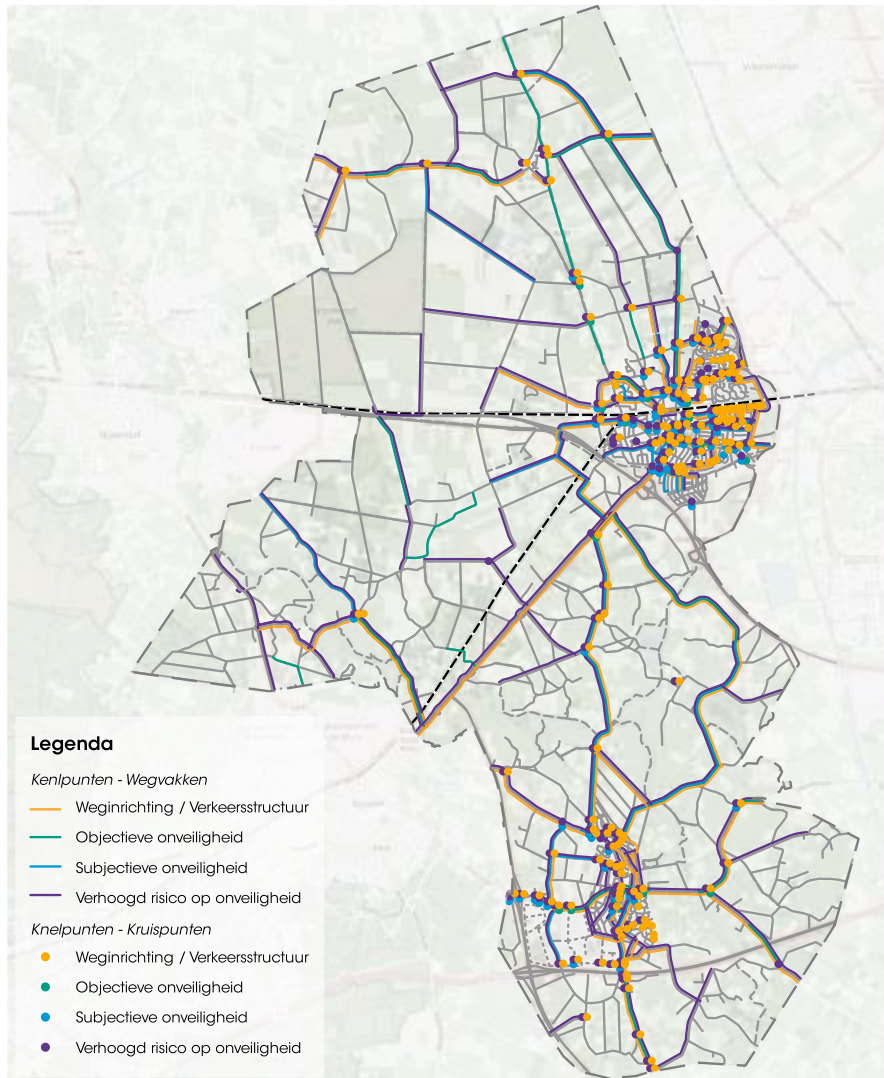 Legenda
Kenlpunten - Wegvakken
Weginrichting / Verkeersstructuur
Objectieve onveiligheid
Subjectieve onveiligheid
Verhoogd risico op onveiligheid
Knelpunten - Kruispunten
Weginrichting / Verkeersstructuur
Objectieve onveiligheid
Subjectieve onveiligheid
Verhoogd risico op onveiligheid